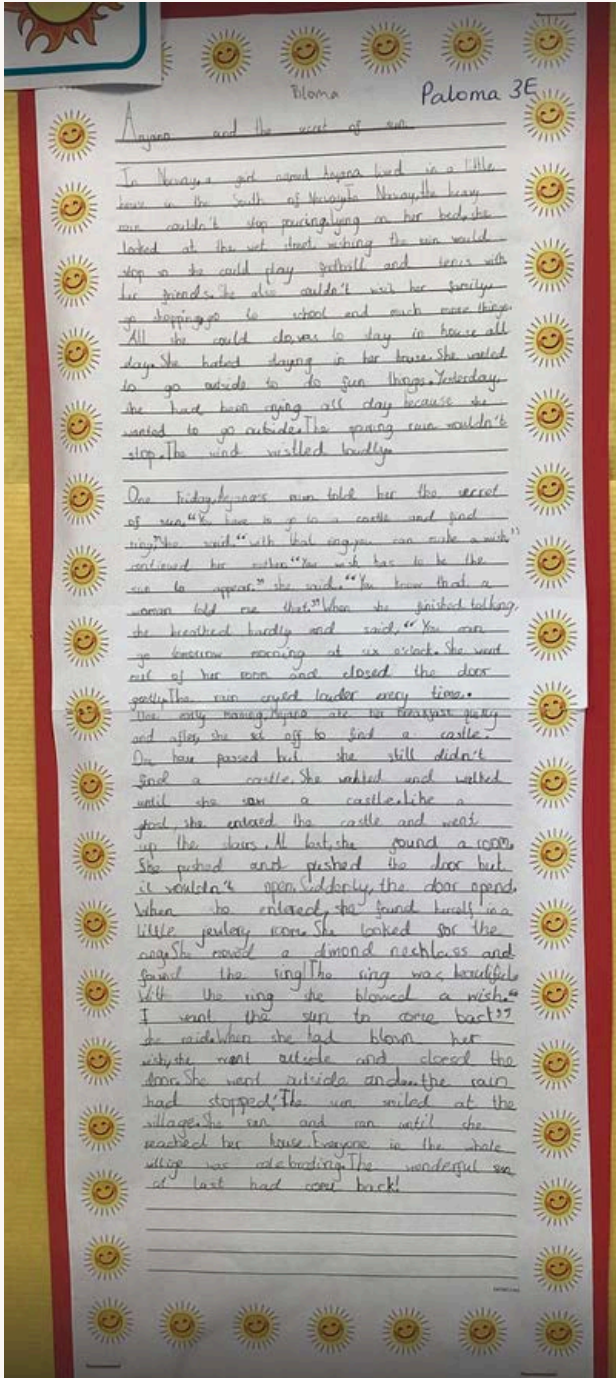 Bloma
Paloma 3E
Anyana and the secret of sun
In Norway, a girl named Anyana lived in a little
house in the South of Norway. In Norway, the heavy
rain couldn't stop pouring. Lying on her bed, she
looked at the wet street, wishing the rain would
stop so she could play football and tenis with
her friends. She also couldn't visit her family,
go shopping, go to school and much more things.
All she could do, was to stay in house all
day. She hated staying in her house. She wanted
to go outside to do fun things. Yesterday,
she had been crying all day because she
wanted to go outside. The pouring rain wouldn't
stop. The wind wistled loudly.
One Friday, Anyana's mum told her the secret
of sun. "You have to go to a castle and find
ring." She said. "with that ring, you can make a wish"
continued her mother. "You wish has to be the
sun to appear." she said. "You know that a
woman told me that." When she finished talking,
she breathed hardly and said, "You can
go tomorrow morning at six o'clock. She went
out of her room and closed the door
gently. The rain cryed louder every time.
One early morning, Anyana ate her breakfast quitly
and after, she set off to find a castle.
One hour passed but she still didn't
find a castle. She walked and walked
until she saw a castle. Like a
gost, she entered the castle and went
up the stairs. At last, she found a room.
She pushed and pushed the door but
it wouldn't open. Suddonly, the door opend.
When she entered, she found herself in a
little jeulery room. She looked for the
ring. She moved a dimond necklass and
found the ring! The ring was beautiful.
With the ring she blowed a wish. "
I want the sun to come back"
she said. When she had blown her
wish, she went outside and closed the
door. She went outside and... the rain
had stopped! The sun smiled at the
village. She ran and ran until she
reached her house. Everyone in the whole
village was celebrating. The wonderful sun
at last had come back!